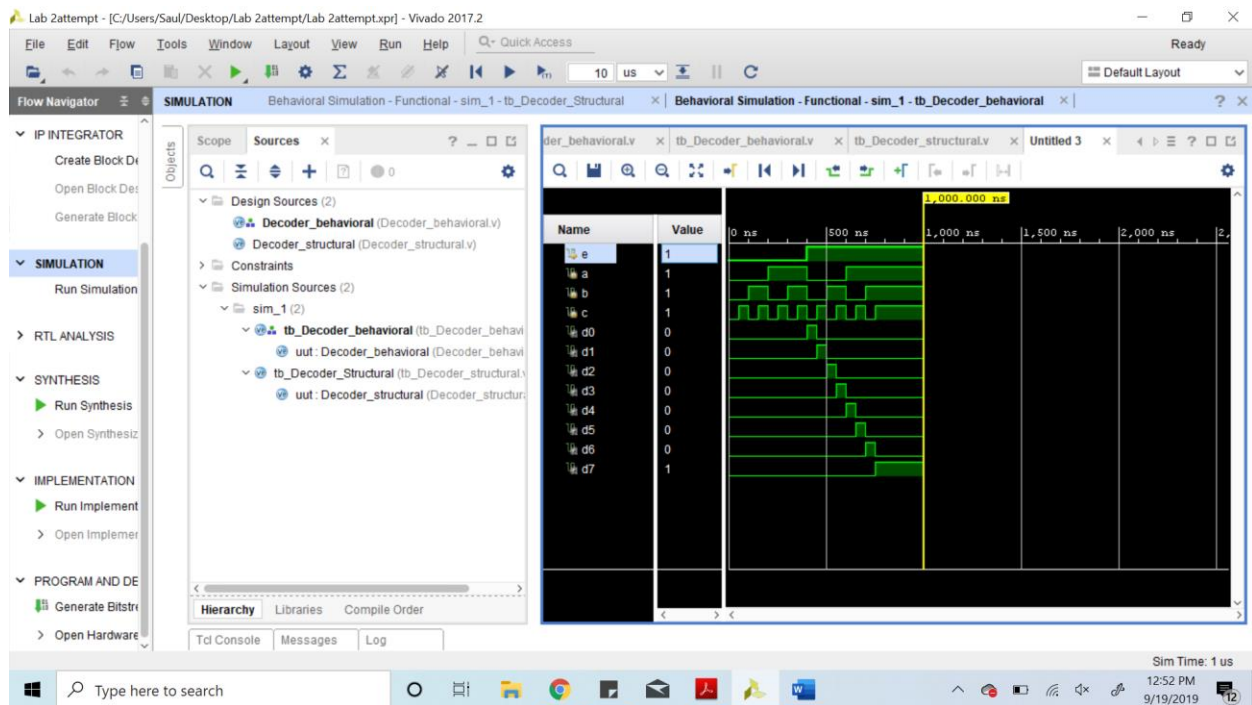 Lab 2attempt - [C:/Users/Saul/Desktop/Lab 2attempt/Lab 2attempt.xpr] - Vivado 2017.2
File Edit Flow Tools Window Layout View Run Help Quick Access Ready
10 us Default Layout
Flow Navigator SIMULATION Behavioral Simulation - Functional - sim_1 - tb_Decoder_Structural Behavioral Simulation - Functional - sim_1 - tb_Decoder_behavioral
IP INTEGRATOR
Create Block De
Open Block Des
Generate Block
SIMULATION
Run Simulation
RTL ANALYSIS
SYNTHESIS
Run Synthesis
Open Synthesiz
IMPLEMENTATION
Run Implement
Open Implemen
PROGRAM AND DE
Generate Bitstre
Open Hardware
Objects
Scope Sources
0
Design Sources (2)
Decoder_behavioral (Decoder_behavioral.v)
Decoder_structural (Decoder_structural.v)
Constraints
Simulation Sources (2)
sim_1 (2)
tb_Decoder_behavioral (tb_Decoder_behavi
uut : Decoder_behavioral (Decoder_behavi
tb_Decoder_Structural (tb_Decoder_structural.v
uut : Decoder_structural (Decoder_structur
Hierarchy Libraries Compile Order
Tcl Console Messages Log
der_behavioral.v tb_Decoder_behavioral.v tb_Decoder_structural.v Untitled 3
1,000.000 ns
Name Value 0 ns 500 ns 1,000 ns 1,500 ns 2,000 ns 2,
e 1
a 1
b 1
c 1
d0 0
d1 0
d2 0
d3 0
d4 0
d5 0
d6 0
d7 1
Sim Time: 1 us
Type here to search
12:52 PM
9/19/2019
12